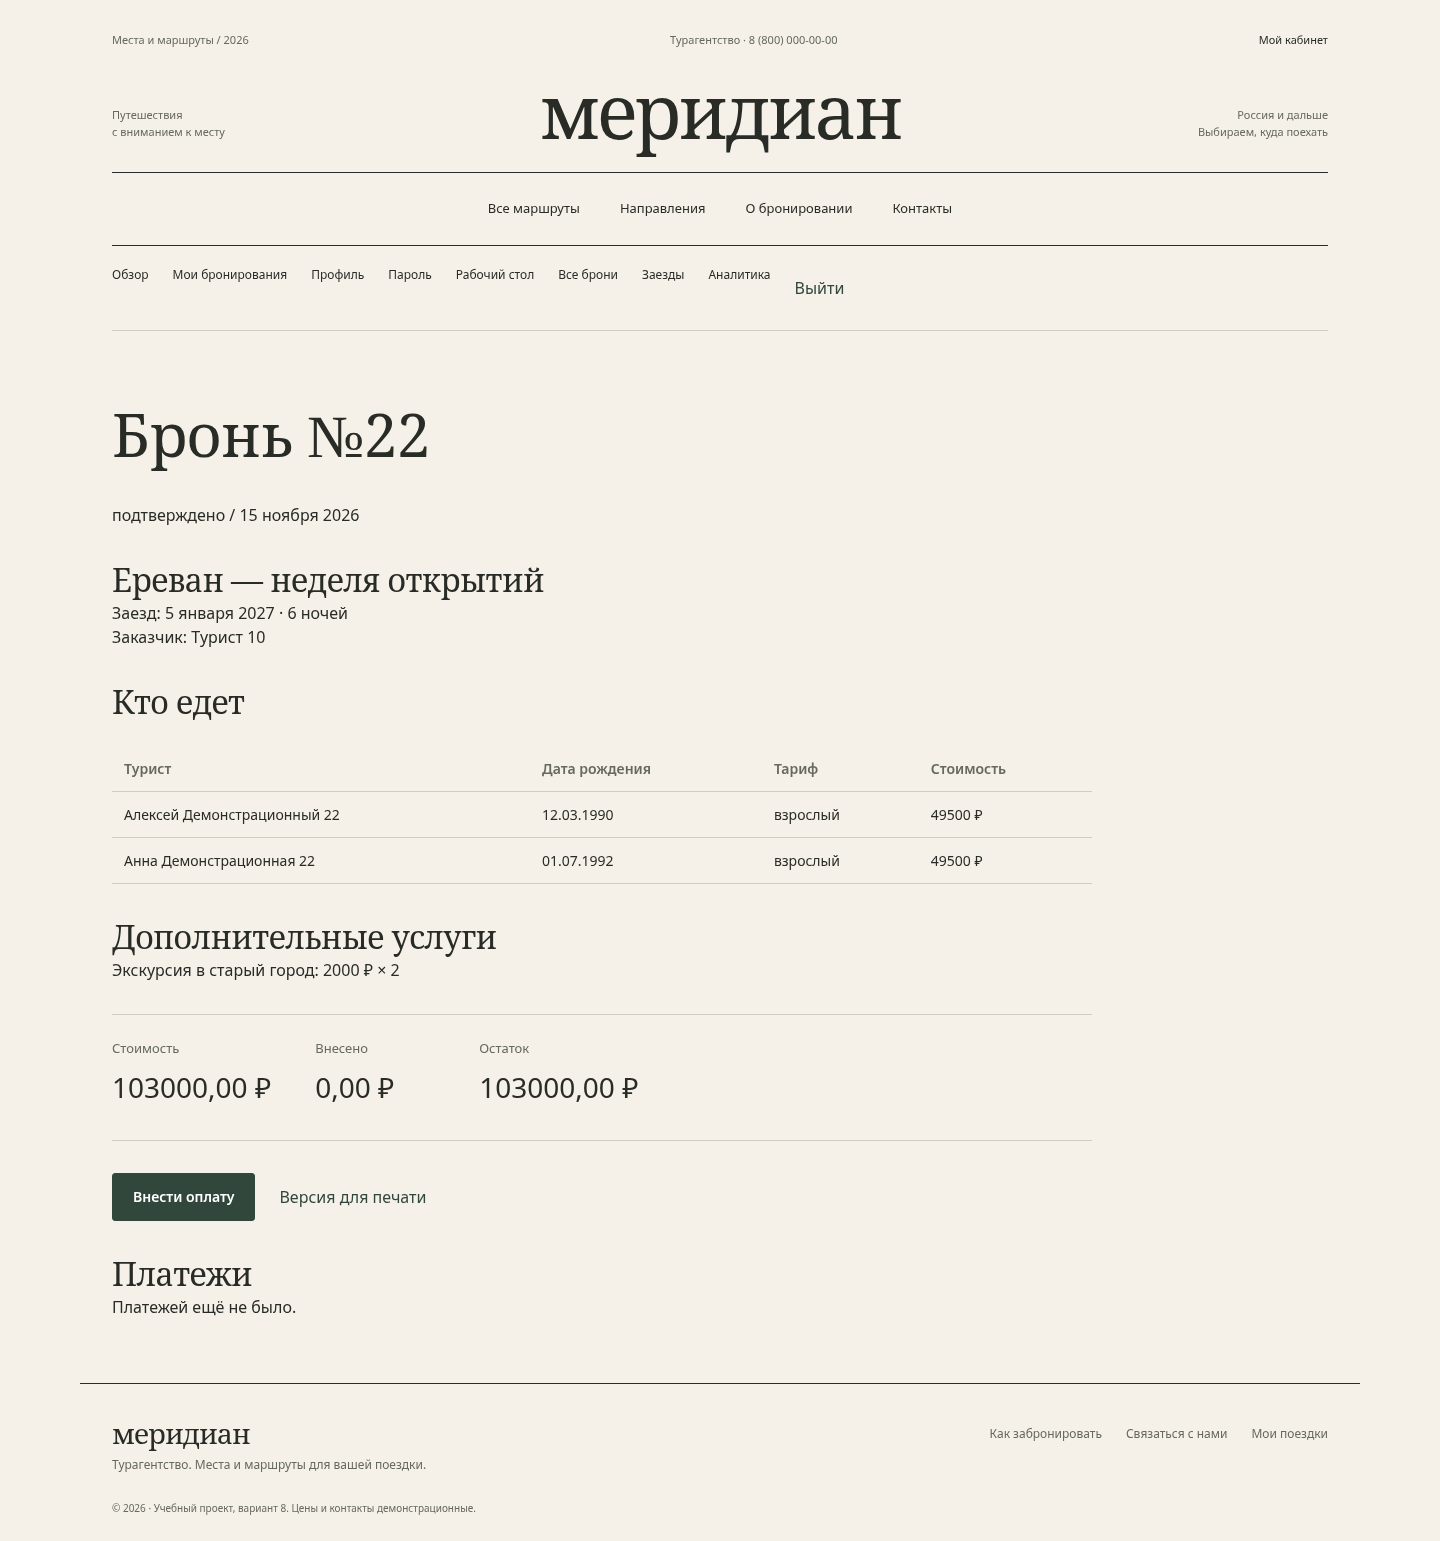 Места и маршруты / 2026
Турагентство · 8 (800) 000-00-00
Мой кабинет
Путешествия
с вниманием к месту
меридиан
Россия и дальше
Выбираем, куда поехать
Все маршруты Направления О бронировании Контакты
Обзор Мои бронирования Профиль Пароль Рабочий стол Все брони Заезды Аналитика Выйти
Бронь №22
подтверждено / 15 ноября 2026
Ереван — неделя открытий
Заезд: 5 января 2027 · 6 ночей
Заказчик: Турист 10
Кто едет
Турист Дата рождения Тариф Стоимость
Алексей Демонстрационный 22 12.03.1990 взрослый 49500 ₽
Анна Демонстрационная 22 01.07.1992 взрослый 49500 ₽
Дополнительные услуги
Экскурсия в старый город: 2000 ₽ × 2
Стоимость Внесено Остаток
103000,00 ₽ 0,00 ₽ 103000,00 ₽
Внести оплату Версия для печати
Платежи
Платежей ещё не было.
меридиан
Как забронировать Связаться с нами Мои поездки
Турагентство. Места и маршруты для вашей поездки.
© 2026 · Учебный проект, вариант 8. Цены и контакты демонстрационные.